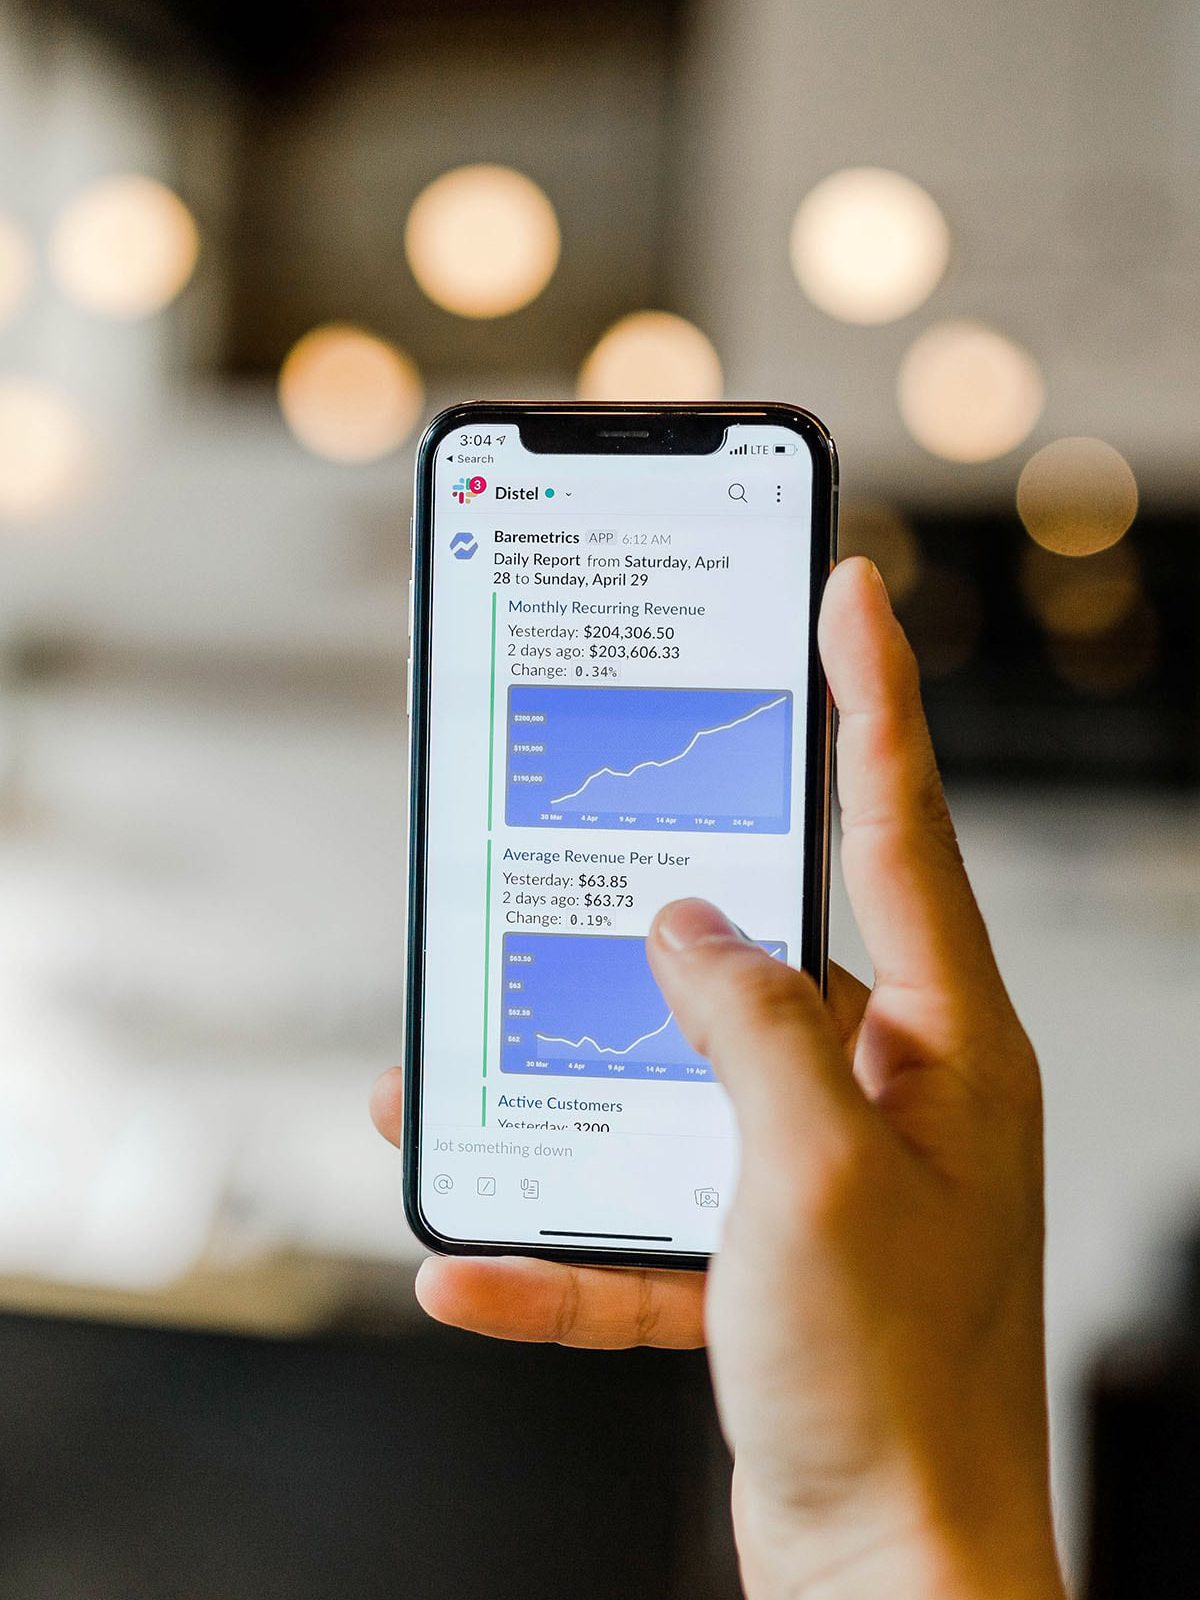 3:04 LTE
Search
3 Distel
Baremetrics APP 6:12 AM
Daily Report from Saturday, April
28 to Sunday, April 29
Monthly Recurring Revenue
Yesterday: $204,306.50
2 days ago: $203,606.33
Change: 0.34%
$200,000
$195,000
$190,000
30 Mar 4 Apr 9 Apr 14 Apr 19 Apr 24 Apr
Average Revenue Per User
Yesterday: $63.85
2 days ago: $63.73
Change: 0.19%
$63.50
$63
$62.50
$62
30 Mar 4 Apr 9 Apr 14 Apr 19 Apr
Active Customers
Yesterday: 3200
Jot something down